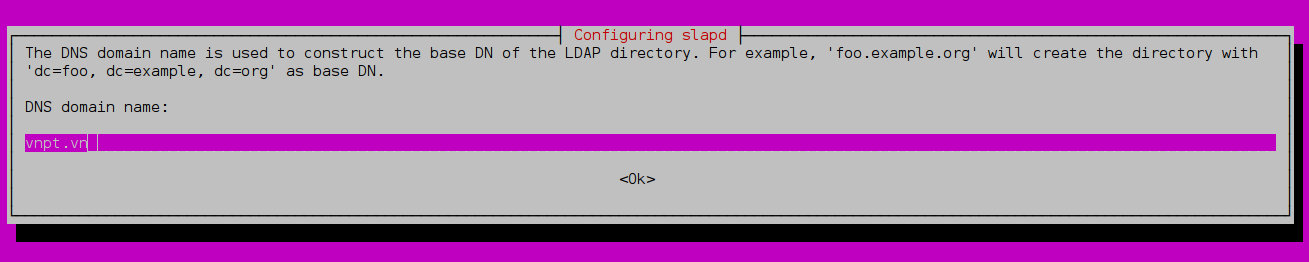 Configuring slapd
The DNS domain name is used to construct the base DN of the LDAP directory. For example, 'foo.example.org' will create the directory with
'dc=foo, dc=example, dc=org' as base DN.
DNS domain name:
vnpt.vn
<Ok>